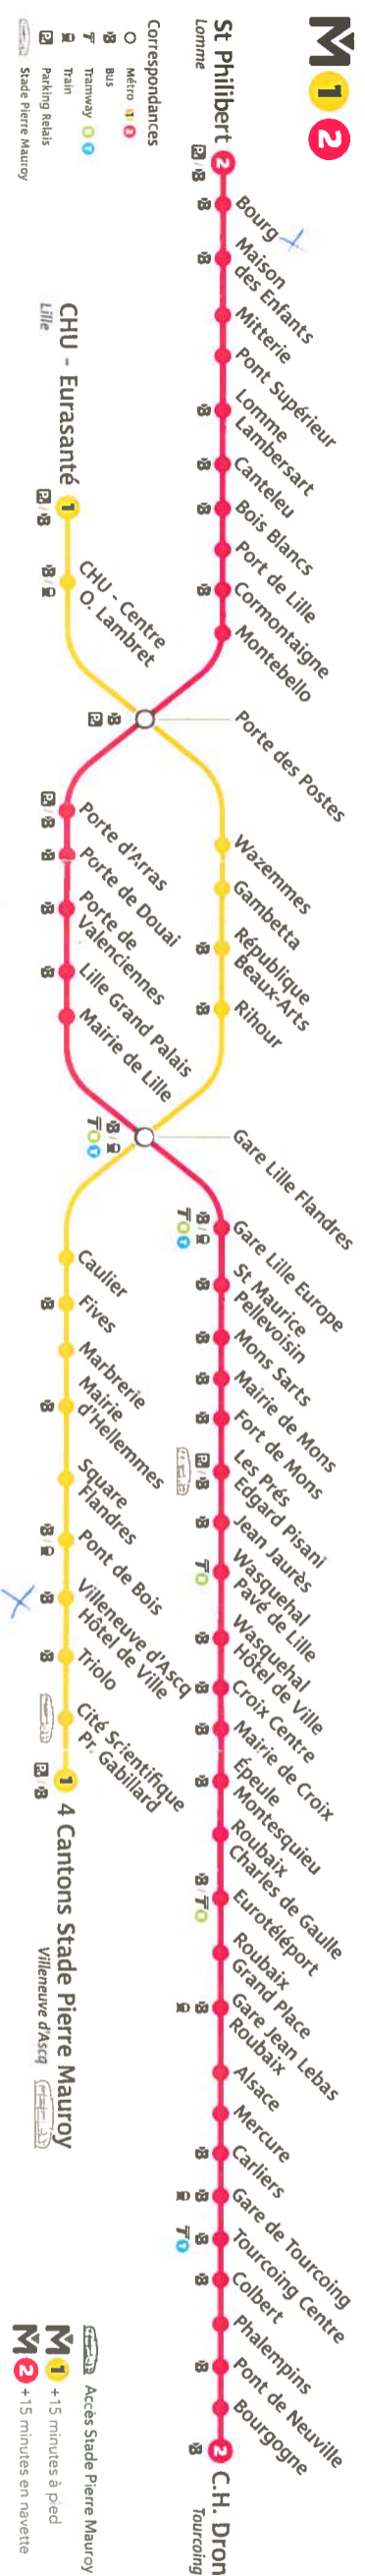 M 1 2
St Philibert 2
Lomme
Bourg
Maison
des Enfants
Mitterie
Pont Supérieur
Lomme
Lambersart
Canteleu
Bois Blancs
Port de Lille
Cormontaigne
Montebello
Porte des Postes
Porte d'Arras
Porte de Douai
Porte de
Valenciennes
Lille Grand Palais
Mairie de Lille
Gare Lille Flandres
Gare Lille Europe
St Maurice
Pellevoisin
Mons Sarts
Mairie de Mons
Fort de Mons
Les Prés
Edgard Pisani
Jean Jaurès
Wasquehal
Pavé de Lille
Wasquehal
Hôtel de Ville
Croix Centre
Mairie de Croix
Épeule
Montesquieu
Roubaix
Charles de Gaulle
Eurotéléport
Roubaix
Grand Place
Gare Jean Lebas
Roubaix
Alsace
Mercure
Carliers
Gare de Tourcoing
Tourcoing Centre
Colbert
Phalempins
Pont de Neuville
Bourgogne
2 C.H. Dron
Tourcoing
CHU - Eurasanté 1
Lille
CHU - Centre
O. Lambret
Wazemmes
Gambetta
République
Beaux-Arts
Rihour
Caulier
Fives
Marbrerie
Mairie
d'Hellemmes
Square
Flandres
Pont de Bois
Villeneuve d'Ascq
Hôtel de Ville
Triolo
Cité Scientifique
Pr. Gabillard
1 4 Cantons Stade Pierre Mauroy
Villeneuve d'Ascq
Correspondances
Métro 1 2
Bus
Tramway R T
Train
Parking Relais
Stade Pierre Mauroy
Accès Stade Pierre Mauroy
M 1 +15 minutes à pied
M 2 +15 minutes en navette